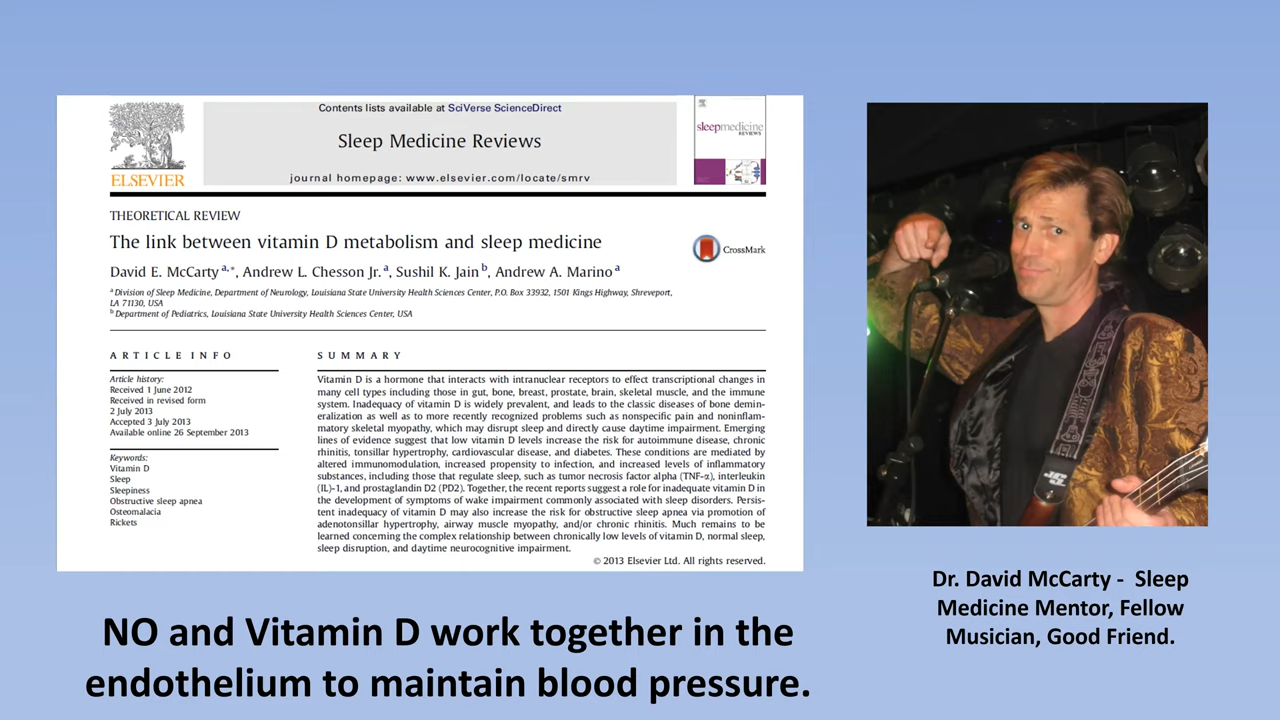 Contents lists available at SciVerse ScienceDirect
Sleep Medicine Reviews
journal homepage: www.elsevier.com/locate/smrv
ELSEVIER
sleepmedicine
REVIEWS
THEORETICAL REVIEW
The link between vitamin D metabolism and sleep medicine
CrossMark
David E. McCarty a,*, Andrew L. Chesson Jr. a, Sushil K. Jain b, Andrew A. Marino a
a Division of Sleep Medicine, Department of Neurology, Louisiana State University Health Sciences Center, P.O. Box 33932, 1501 Kings Highway, Shreveport,
LA 71130, USA
b Department of Pediatrics, Louisiana State University Health Sciences Center, USA
ARTICLE INFO
Article history:
Received 1 June 2012
Received in revised form
2 July 2013
Accepted 3 July 2013
Available online 26 September 2013
Keywords:
Vitamin D
Sleep
Sleepiness
Obstructive sleep apnea
Osteomalacia
Rickets
SUMMARY
Vitamin D is a hormone that interacts with intranuclear receptors to effect transcriptional changes in
many cell types including those in gut, bone, breast, prostate, brain, skeletal muscle, and the immune
system. Inadequacy of vitamin D is widely prevalent, and leads to the classic diseases of bone demin-
eralization as well as to more recently recognized problems such as nonspecific pain and noninflam-
matory skeletal myopathy, which may disrupt sleep and directly cause daytime impairment. Emerging
lines of evidence suggest that low vitamin D levels increase the risk for autoimmune disease, chronic
rhinitis, tonsillar hypertrophy, cardiovascular disease, and diabetes. These conditions are mediated by
altered immunomodulation, increased propensity to infection, and increased levels of inflammatory
substances, including those that regulate sleep, such as tumor necrosis factor alpha (TNF-α), interleukin
(IL)-1, and prostaglandin D2 (PD2). Together, the recent reports suggest a role for inadequate vitamin D in
the development of symptoms of wake impairment commonly associated with sleep disorders. Persis-
tent inadequacy of vitamin D may also increase the risk for obstructive sleep apnea via promotion of
adenotonsillar hypertrophy, airway muscle myopathy, and/or chronic rhinitis. Much remains to be
learned concerning the complex relationship between chronically low levels of vitamin D, normal sleep,
sleep disruption, and daytime neurocognitive impairment.
© 2013 Elsevier Ltd. All rights reserved.
NO and Vitamin D work together in the
endothelium to maintain blood pressure.
Dr. David McCarty - Sleep
Medicine Mentor, Fellow
Musician, Good Friend.